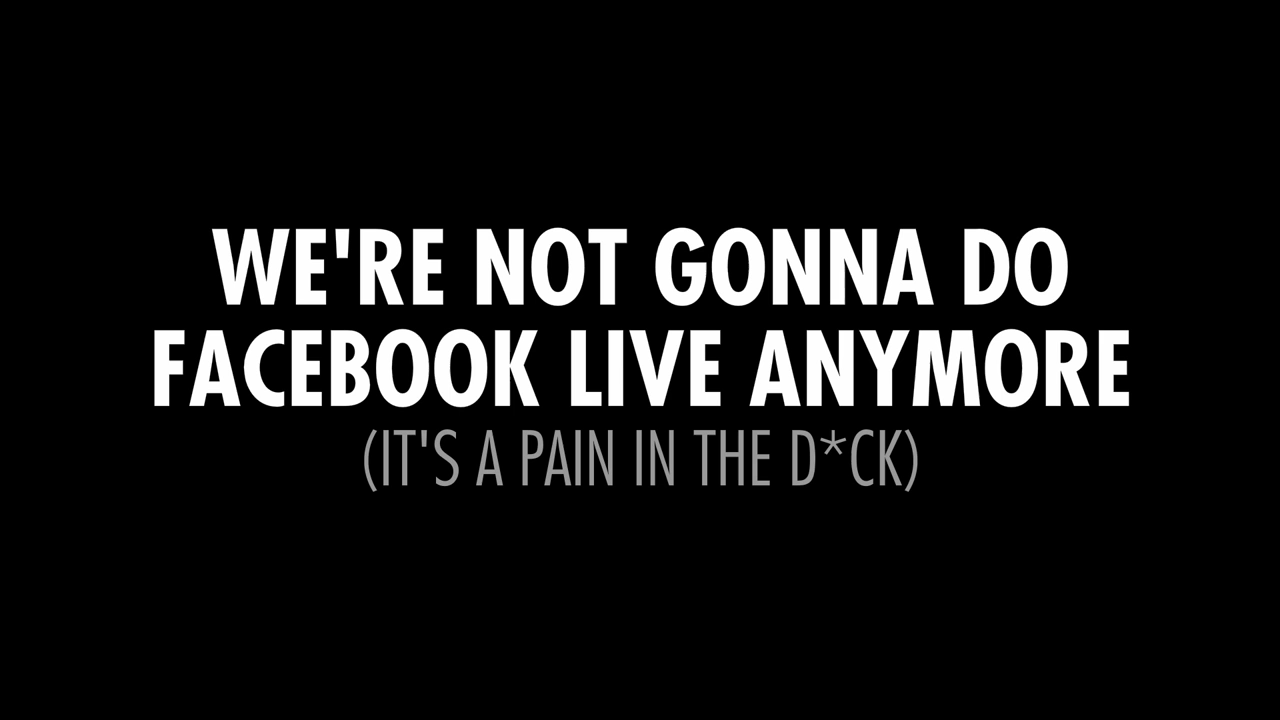 WE'RE NOT GONNA DO
FACEBOOK LIVE ANYMORE
(IT'S A PAIN IN THE D*CK)